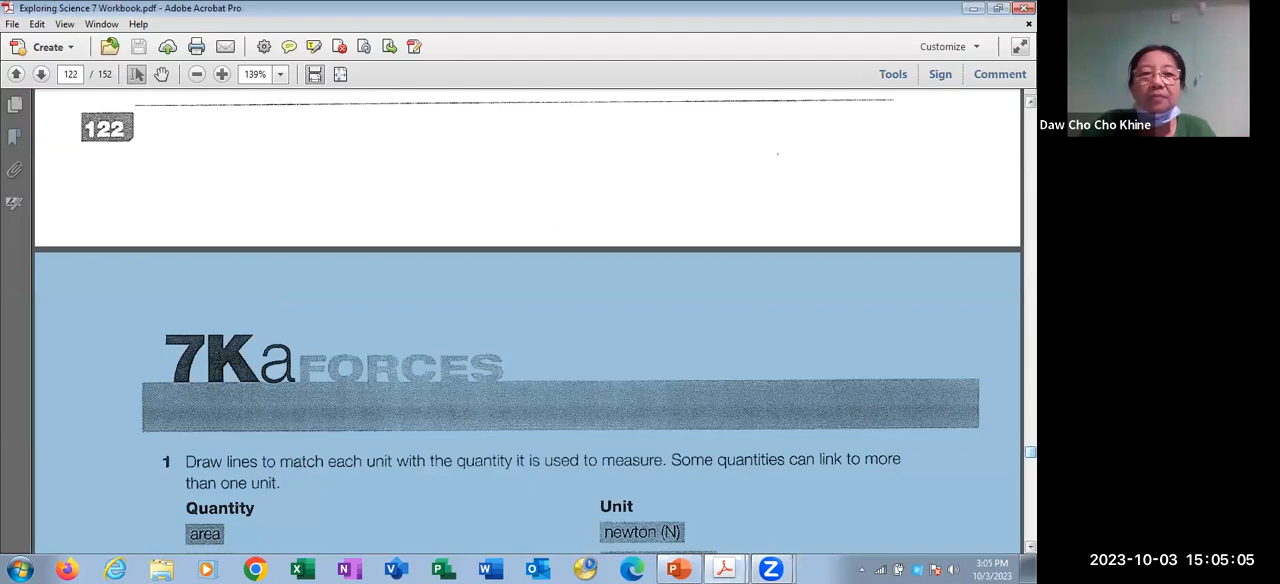 Exploring Science 7 Workbook.pdf - Adobe Acrobat Pro
File Edit View Window Help
Create
Customize
122 / 152
139%
Tools Sign Comment
Daw Cho Cho Khine
122
7Ka FORCES
1 Draw lines to match each unit with the quantity it is used to measure. Some quantities can link to more
than one unit.
Quantity Unit
area newton (N)
3:05 PM
10/3/2023
2023-10-03 15:05:05